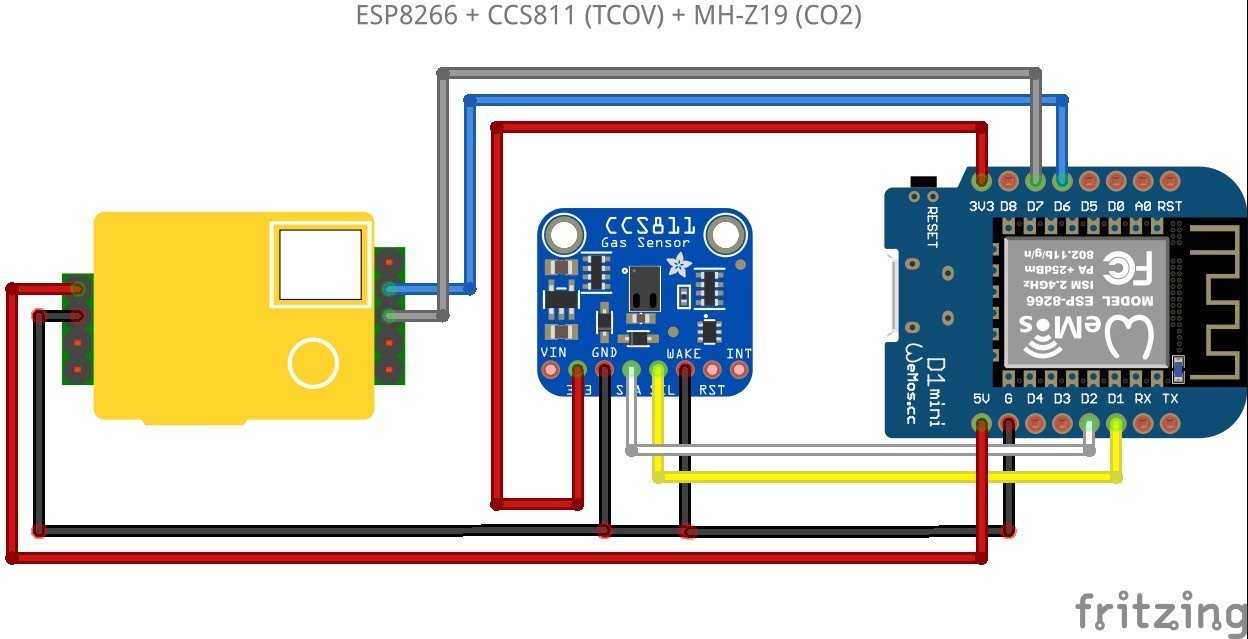 ESP8266 + CCS811 (TCOV) + MH-Z19 (CO2)
3V3 D8 D7 D6 D5 D0 A0 RST
RESET
CCS811
Gas Sensor
VIN GND WAKE INT
3V3 SDA SCL RST
802.11b/g/n
PA +25dBm
ISM 2.4GHz
MODEL ESP-8266
FC
WeMos
D1mini
WeMos.cc
5V G D4 D3 D2 D1 RX TX
fritzing